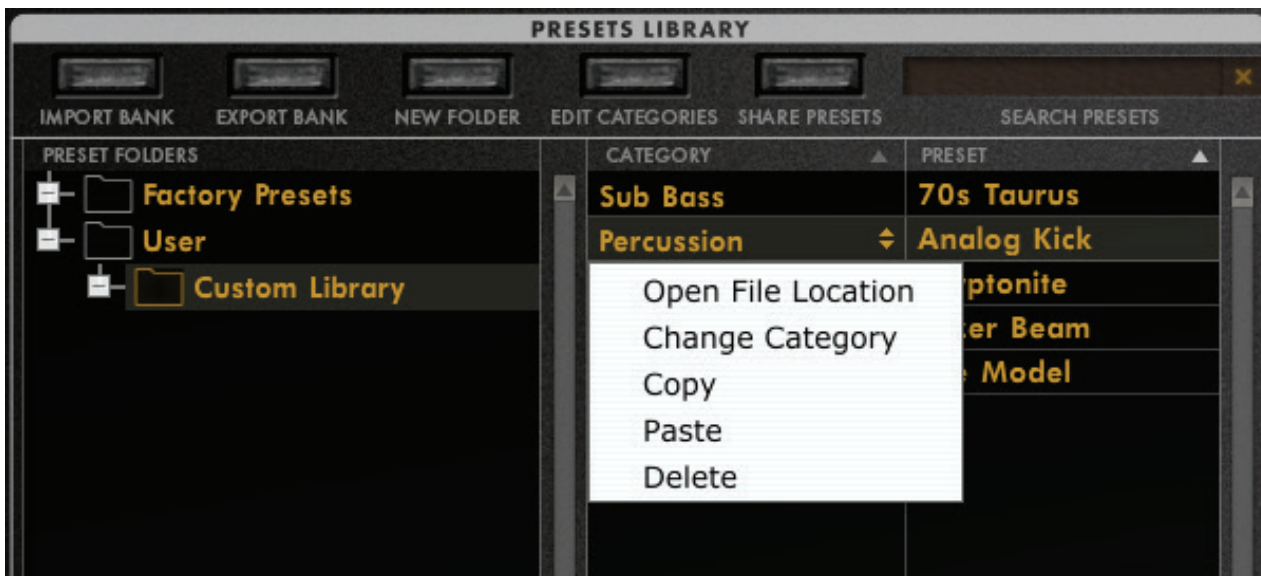 PRESETS LIBRARY
IMPORT BANK EXPORT BANK NEW FOLDER EDIT CATEGORIES SHARE PRESETS SEARCH PRESETS
PRESET FOLDERS CATEGORY PRESET
Factory Presets Sub Bass 70s Taurus
User Percussion Analog Kick
Custom Library
Open File Location
Change Category
Copy Model
Paste
Delete